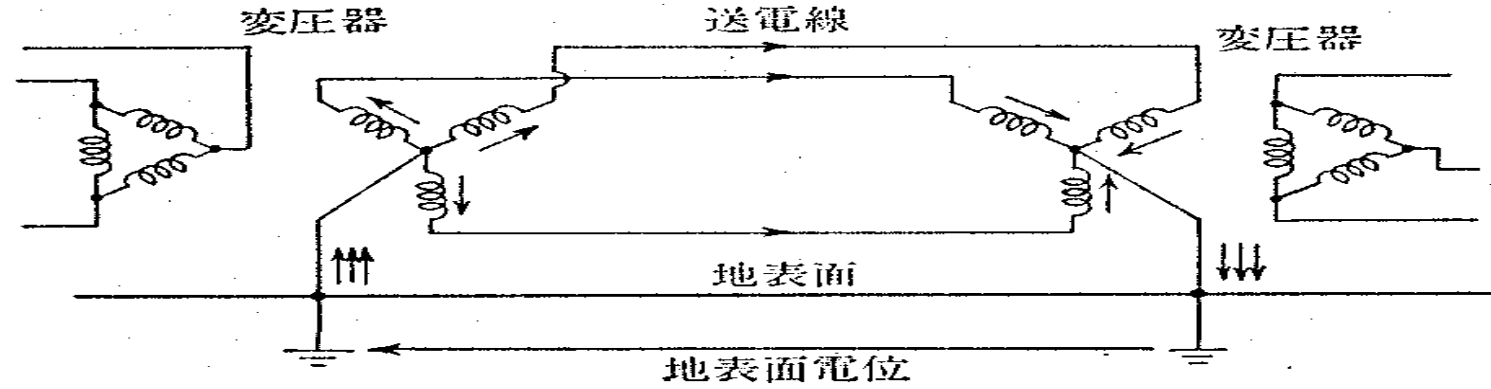 変圧器
送電線
変圧器
地表面
地表面電位